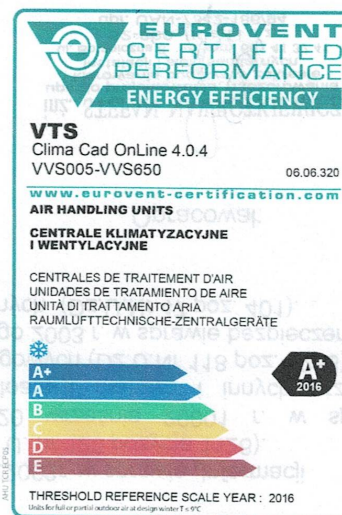 EUROVENT
CERTIFIED
PERFORMANCE
ENERGY EFFICIENCY
VTS
Clima Cad OnLine 4.0.4
VVS005-VVS650 06.06.320
www.eurovent-certification.com
AIR HANDLING UNITS
CENTRALE KLIMATYZACYJNE
I WENTYLACYJNE
CENTRALES DE TRAITEMENT D'AIR
UNIDADES DE TRATAMIENTO DE AIRE
UNITÀ DI TRATTAMENTO ARIA
RAUMLUFTTECHNISCHE-ZENTRALGERÄTE
A+
A
B
C
D
E
A+
2016
THRESHOLD REFERENCE SCALE YEAR : 2016
Units for full or partial outdoor air at design winter T ≤ 9°C